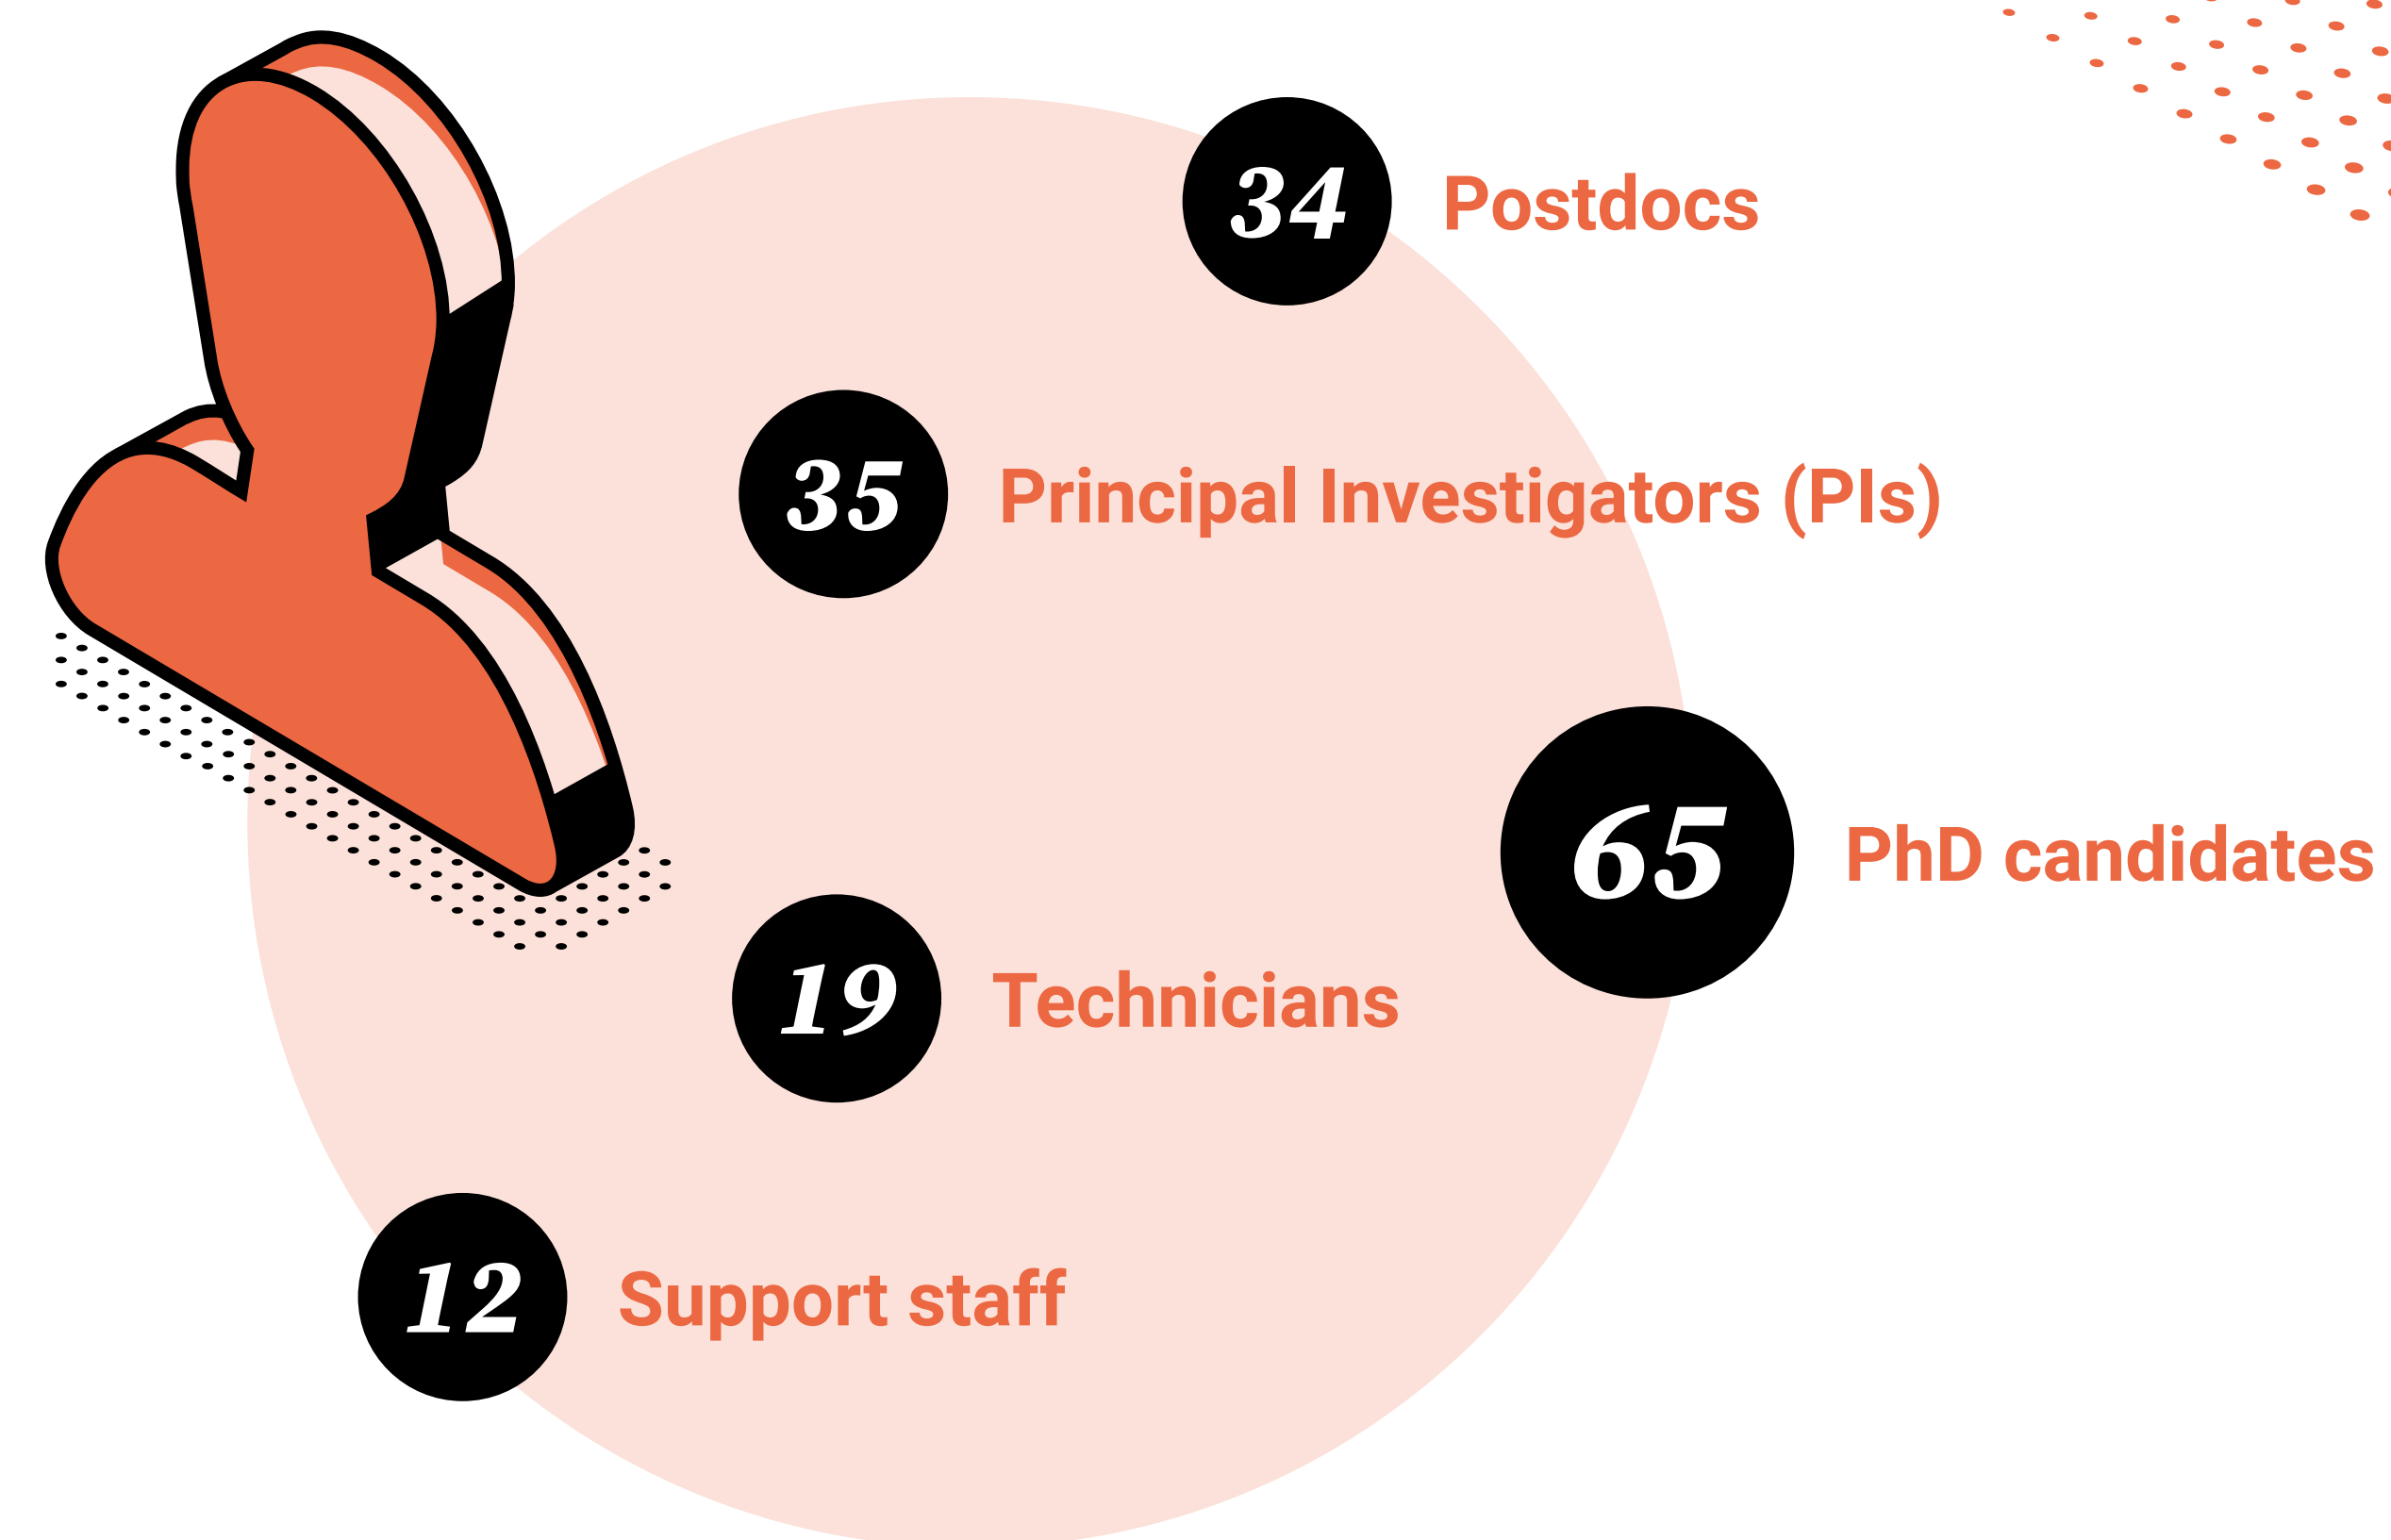 34 Postdocs
35 Principal Investigators (PIs)
65 PhD candidates
19 Technicians
12 Support staff